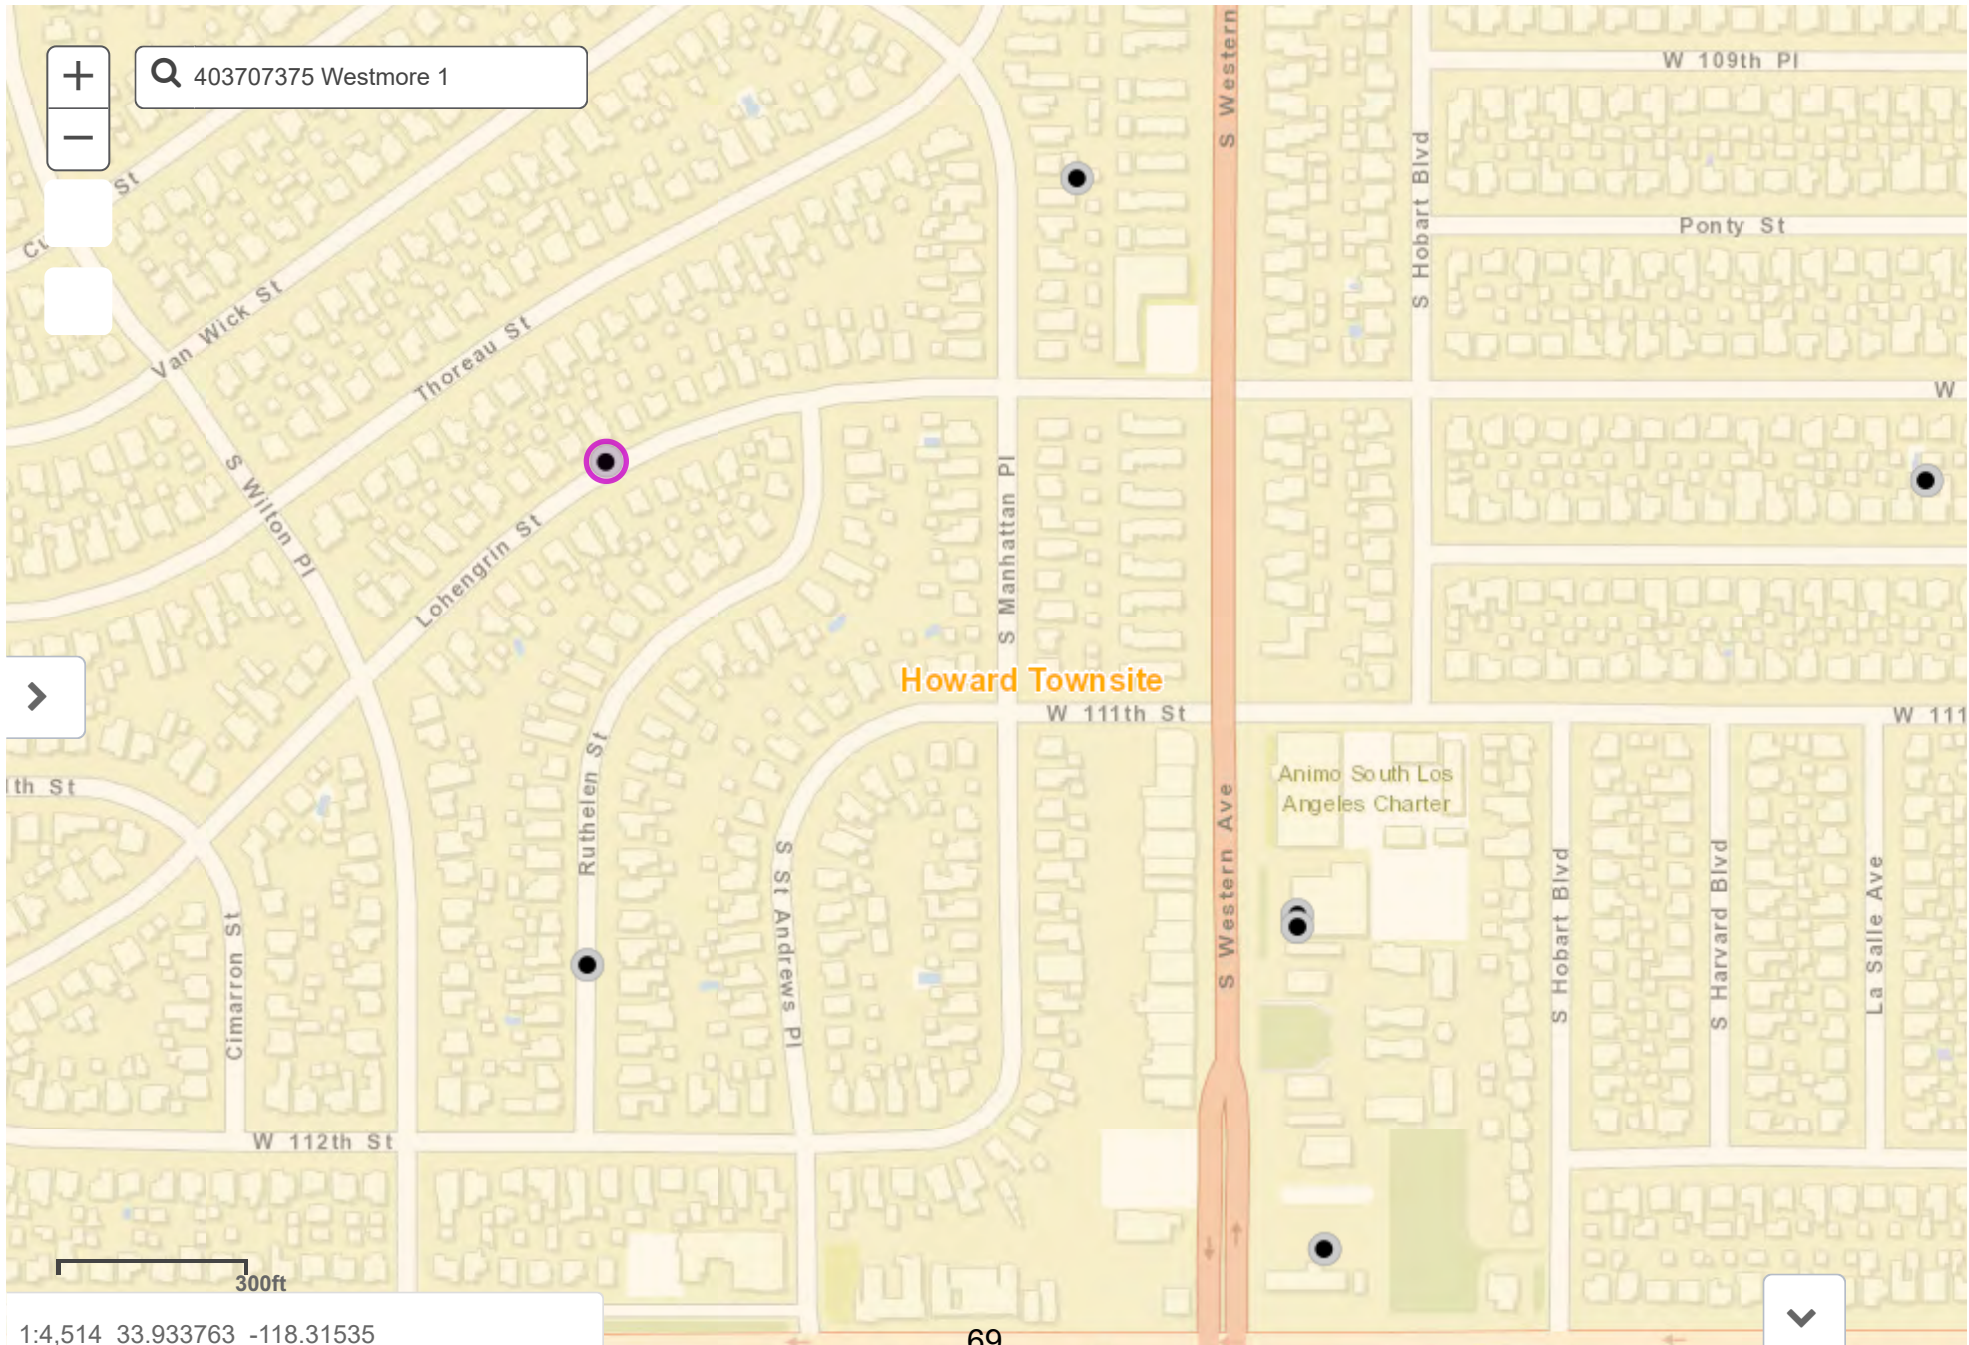 403707375 Westmore 1
W 109th Pl
S Western
St
S Hobart Blvd
Ponty St
Van Wick St
Thoreau St
W
S Wilton Pl
Lohengrin St
S Manhattan Pl
Howard Townsite
W 111th St
W 111
Ruthelen St
Animo South Los
Angeles Charter
th St
S St Andrews Pl
S Western Ave
S Hobart Blvd
S Harvard Blvd
La Salle Ave
Cimarron St
W 112th St
300ft
1:4,514 33.933763 -118.31535
69